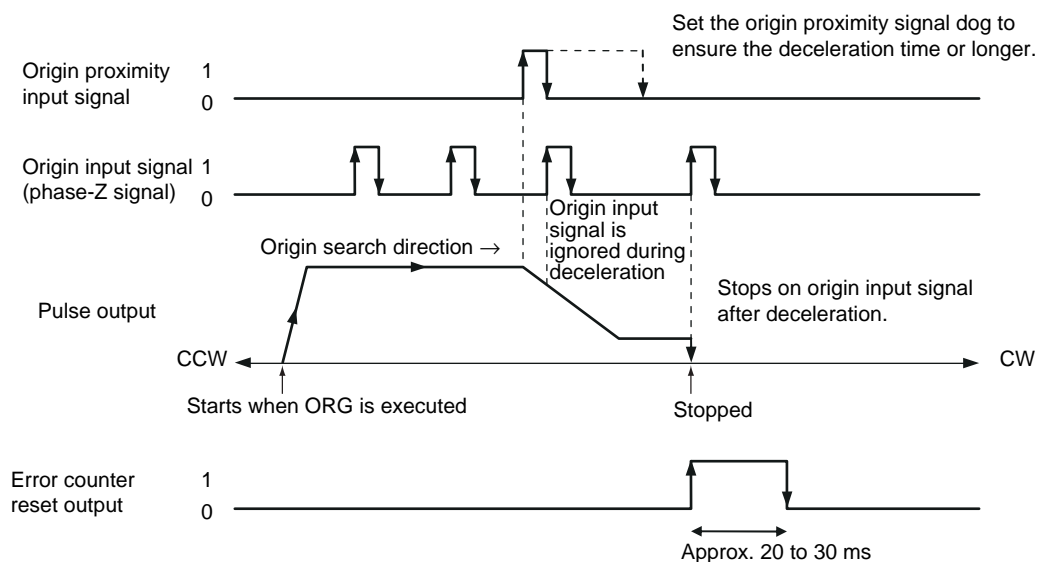 Set the origin proximity signal dog to
ensure the deceleration time or longer.
Origin proximity
input signal
1
0
Origin input signal
(phase-Z signal)
1
0
Origin input
signal is
ignored during
deceleration
Origin search direction →
Pulse output
Stops on origin input signal
after deceleration.
CCW
CW
Starts when ORG is executed
Stopped
Error counter
reset output
1
0
Approx. 20 to 30 ms